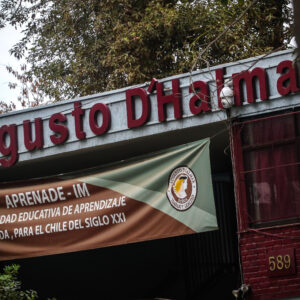 gusto D'Halma
APRENADE - IM
DAD EDUCATIVA DE APRENDIZAJE
DA, PARA EL CHILE DEL SIGLO XXI
589